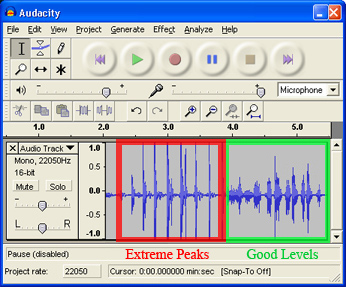 Audacity
File Edit View Project Generate Effect Analyze Help
Microphone
1.0 2.0 3.0 4.0 5.0
Audio Track
Mono, 22050Hz
16-bit
Mute Solo
- +
L R
1.0
0.5
0.0
-0.5
-1.0
Extreme Peaks Good Levels
Pause (disabled)
Project rate: 22050 Cursor: 0:00.000000 min:sec [Snap-To Off]